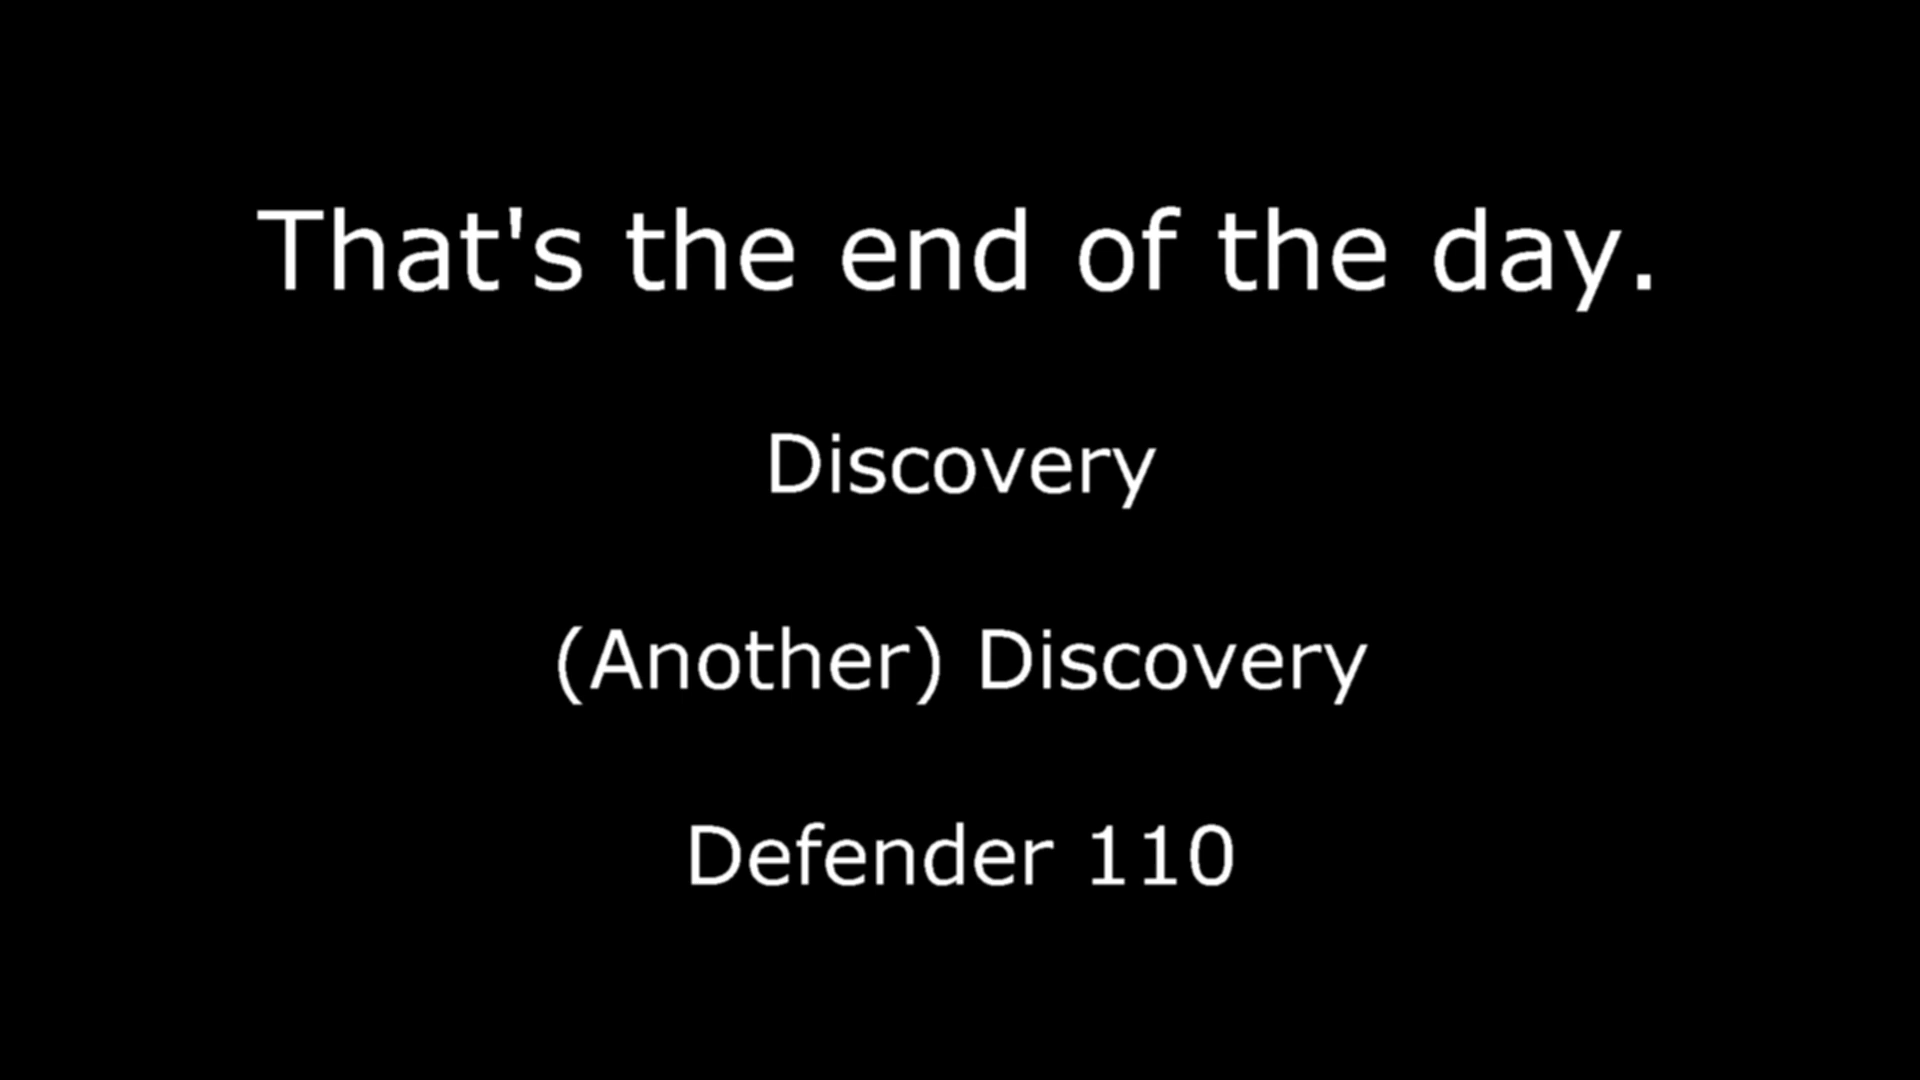 That's the end of the day.
Discovery
(Another) Discovery
Defender 110